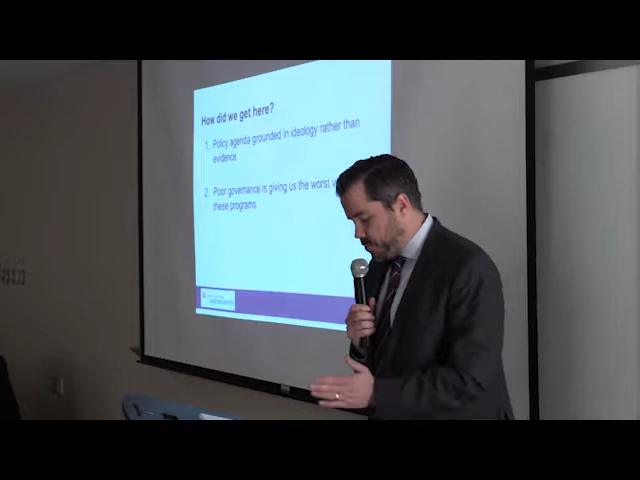 How did we get here?
1. Policy agenda grounded in ideology rather than
evidence
2. Poor governance is giving us the worst
these programs